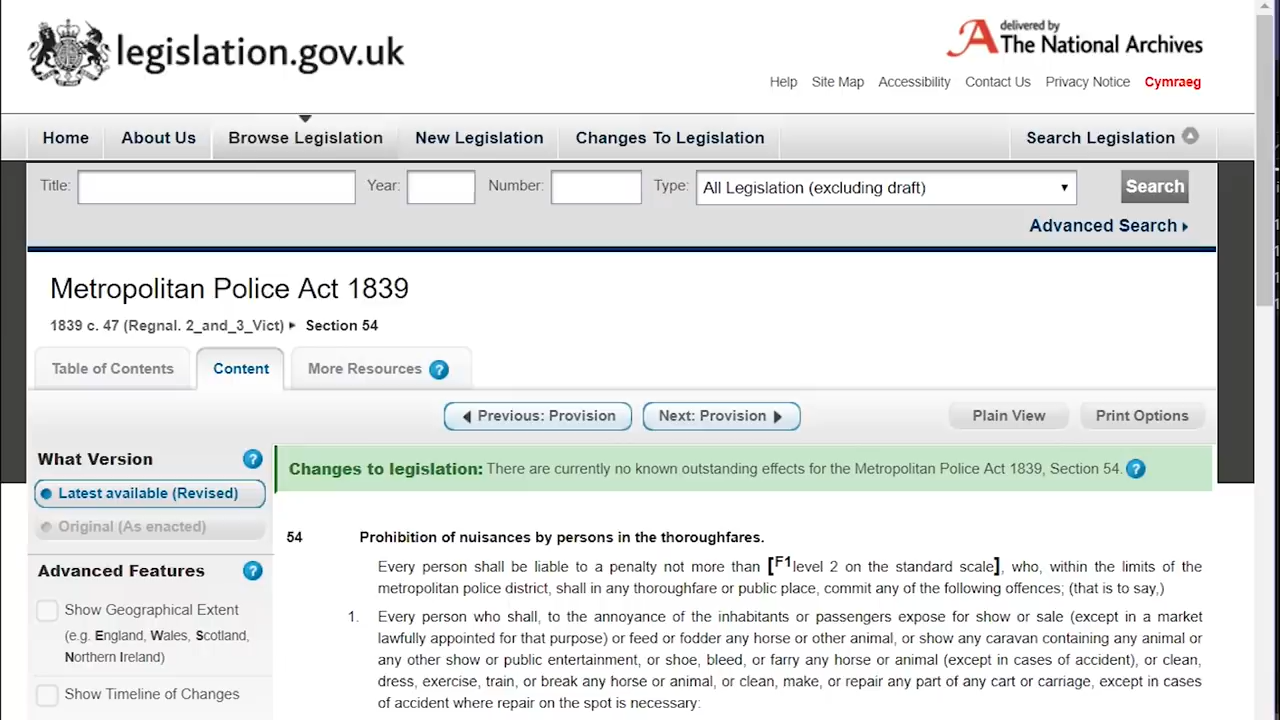 legislation.gov.uk
delivered by
The National Archives
Help Site Map Accessibility Contact Us Privacy Notice Cymraeg
Home About Us Browse Legislation New Legislation Changes To Legislation Search Legislation
Title: Year: Number: Type: All Legislation (excluding draft) Search
Advanced Search
Metropolitan Police Act 1839
1839 c. 47 (Regnal. 2_and_3_Vict) Section 54
Table of Contents Content More Resources ?
Previous: Provision Next: Provision Plain View Print Options
What Version ?
Changes to legislation: There are currently no known outstanding effects for the Metropolitan Police Act 1839, Section 54. ?
Latest available (Revised)
Original (As enacted)
54 Prohibition of nuisances by persons in the thoroughfares.
Every person shall be liable to a penalty not more than [F1level 2 on the standard scale], who, within the limits of the
metropolitan police district, shall in any thoroughfare or public place, commit any of the following offences; (that is to say,)
Advanced Features ?
Show Geographical Extent
(e.g. England, Wales, Scotland,
Northern Ireland)
Show Timeline of Changes
1. Every person who shall, to the annoyance of the inhabitants or passengers expose for show or sale (except in a market
lawfully appointed for that purpose) or feed or fodder any horse or other animal, or show any caravan containing any animal or
any other show or public entertainment, or shoe, bleed, or farry any horse or animal (except in cases of accident), or clean,
dress, exercise, train, or break any horse or animal, or clean, make, or repair any part of any cart or carriage, except in cases
of accident where repair on the spot is necessary: